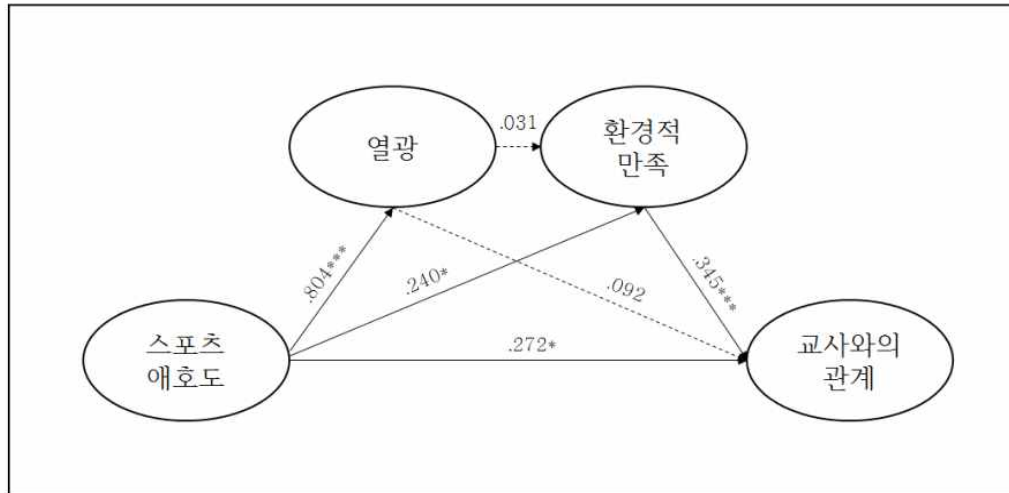 .031
열광
환경적
만족
.804***
.240*
.092
.345***
스포츠
애호도
.272*
교사와의
관계